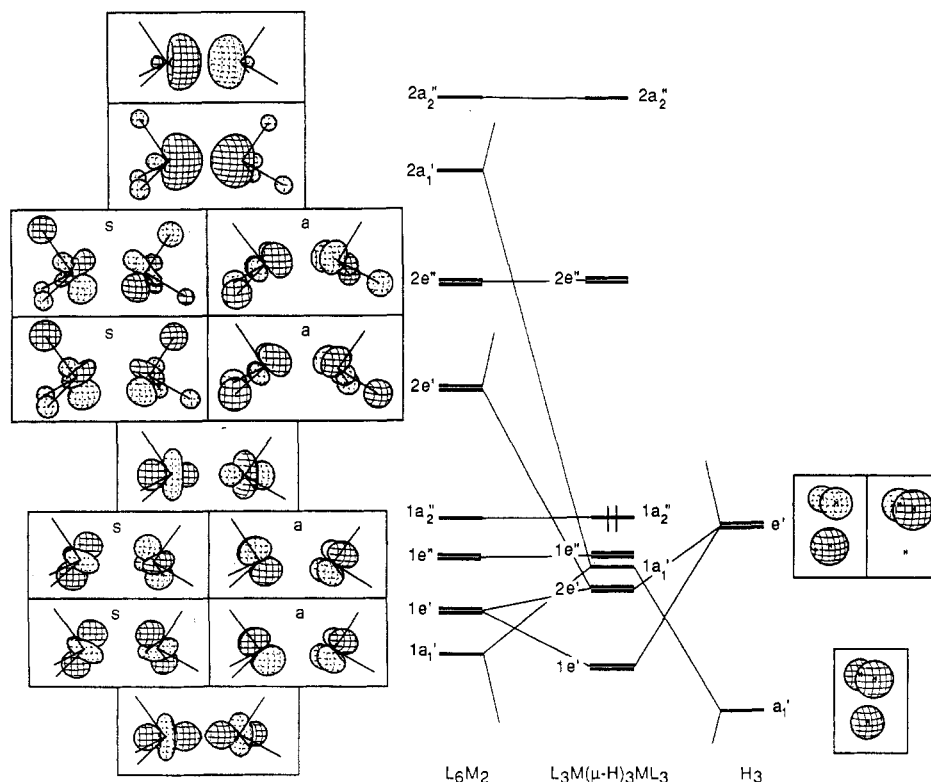 2a₂″ 2a₂″
2a₁′
s a
2e″ 2e″
s a
2e′
1a₂″ 1a₂″
e′
s a
1e″ 1e″
1a₁′
2e′
s a
1e′
1a₁′
1e′
a₁′
L₆M₂ L₃M(μ-H)₃ML₃ H₃